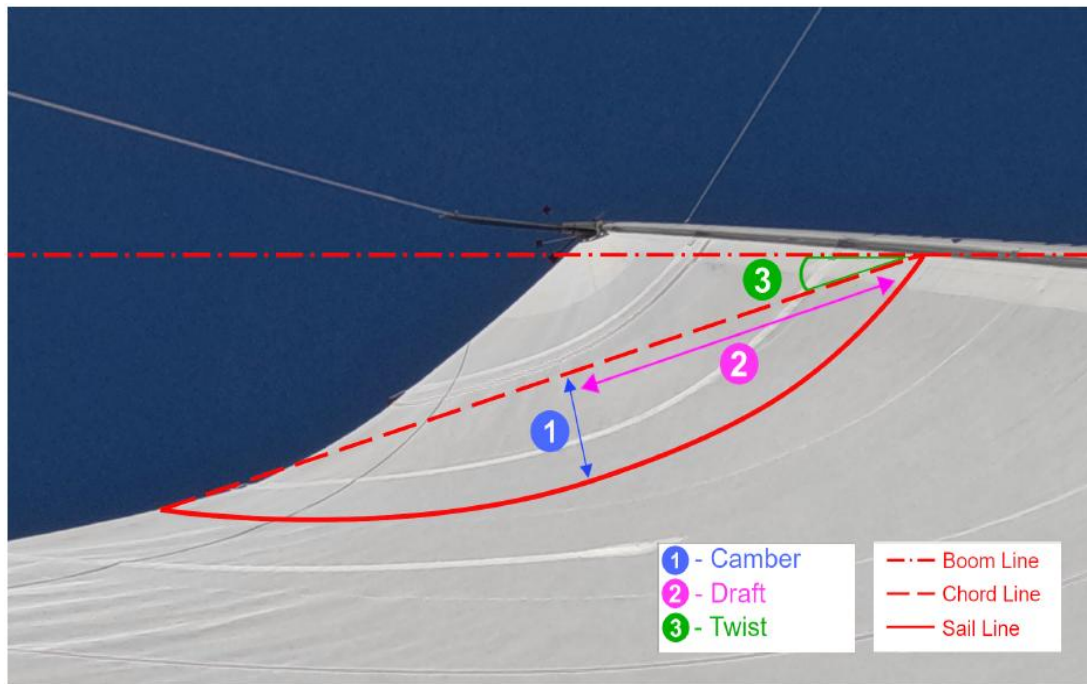 3
2
1
1 - Camber
2 - Draft
3 - Twist
Boom Line
Chord Line
Sail Line